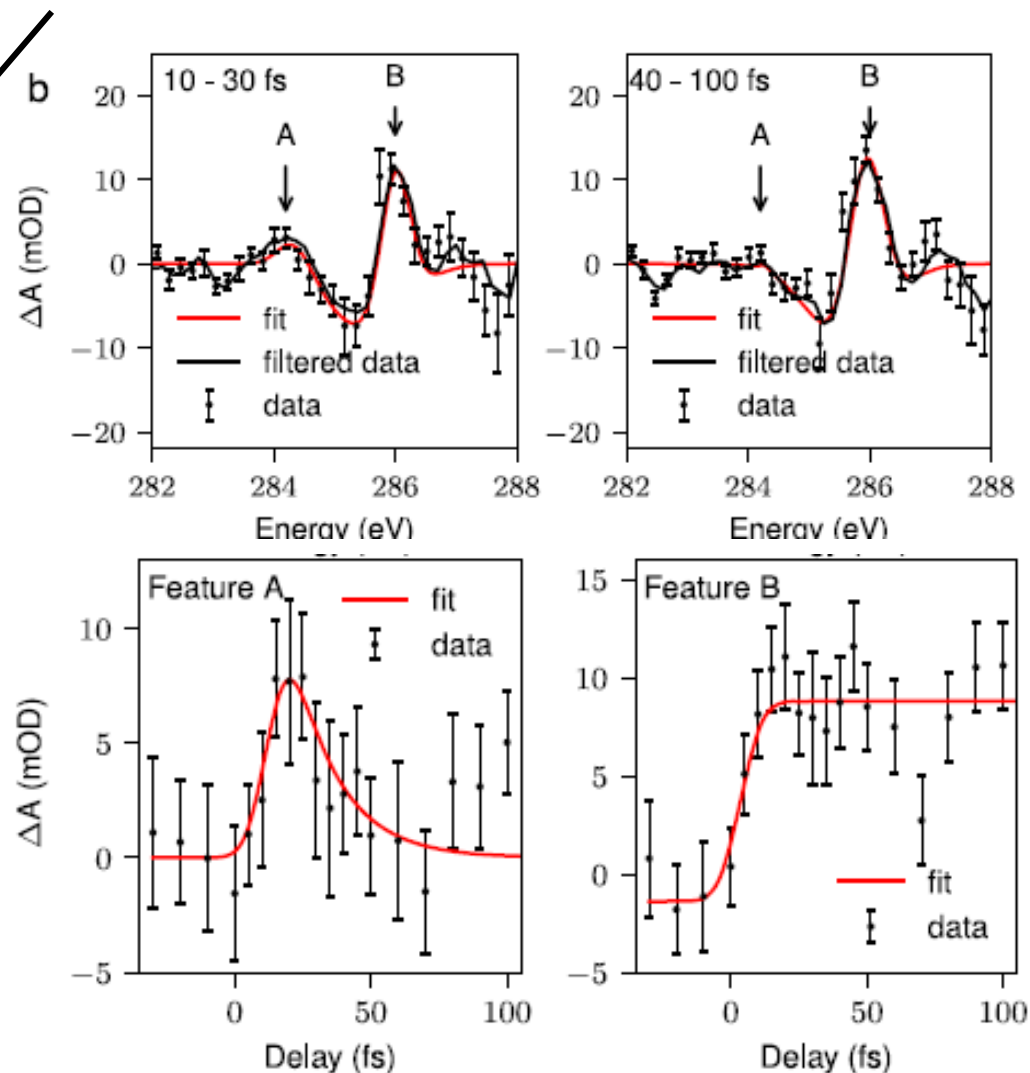 b
10 - 30 fs
B
A
20
10
0
−10
−20
ΔA (mOD)
fit
filtered data
data
282
284
286
288
Energy (eV)
40 - 100 fs
B
A
20
10
0
−10
−20
fit
filtered data
data
282
284
286
288
Energy (eV)
Feature A
fit
data
10
5
0
−5
ΔA (mOD)
0
50
100
Delay (fs)
Feature B
15
10
5
0
−5
fit
data
0
50
100
Delay (fs)